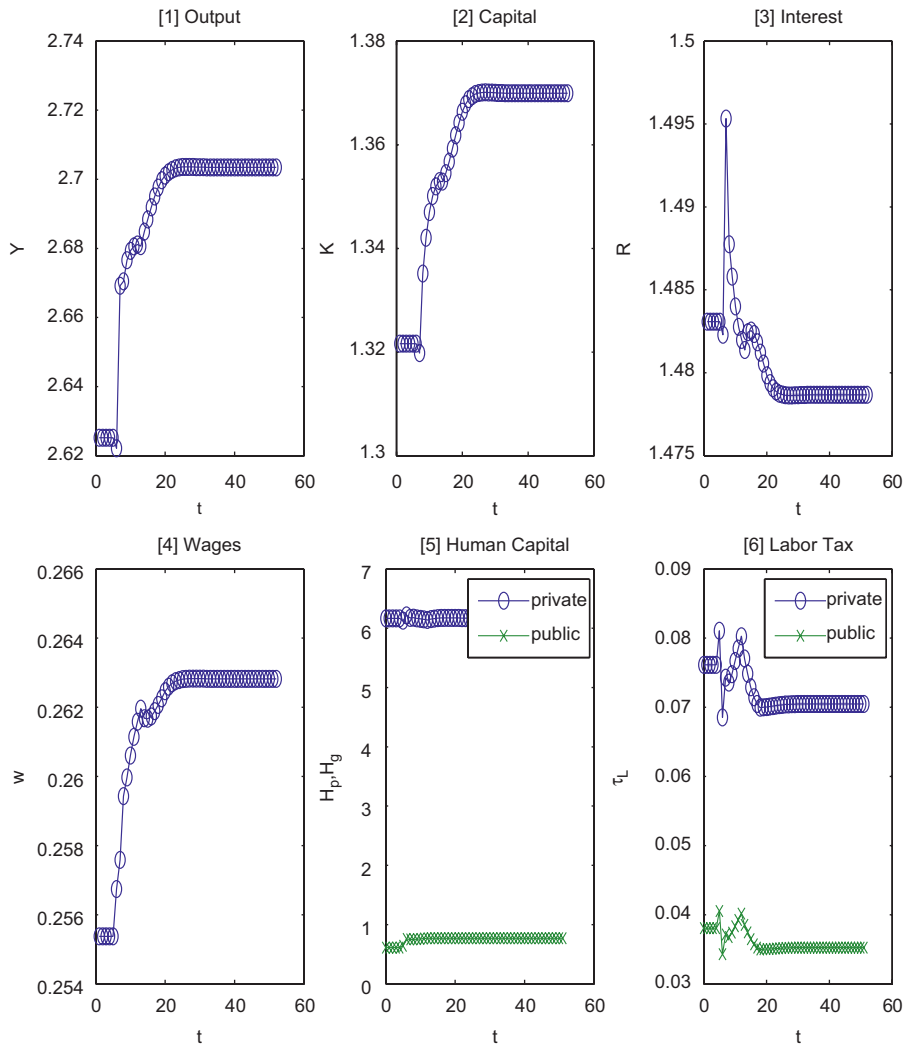 [1] Output
2.74
2.72
2.7
2.68
2.66
2.64
2.62
Y
0 20 40 60
t
[2] Capital
1.38
1.36
1.34
1.32
1.3
K
0 20 40 60
t
[3] Interest
1.5
1.495
1.49
1.485
1.48
1.475
R
0 20 40 60
t
[4] Wages
0.266
0.264
0.262
0.26
0.258
0.256
0.254
w
0 20 40 60
t
[5] Human Capital
7
6
5
4
3
2
1
0
H_p,H_g
private
public
0 20 40 60
t
[6] Labor Tax
0.09
0.08
0.07
0.06
0.05
0.04
0.03
τ_L
private
public
0 20 40 60
t